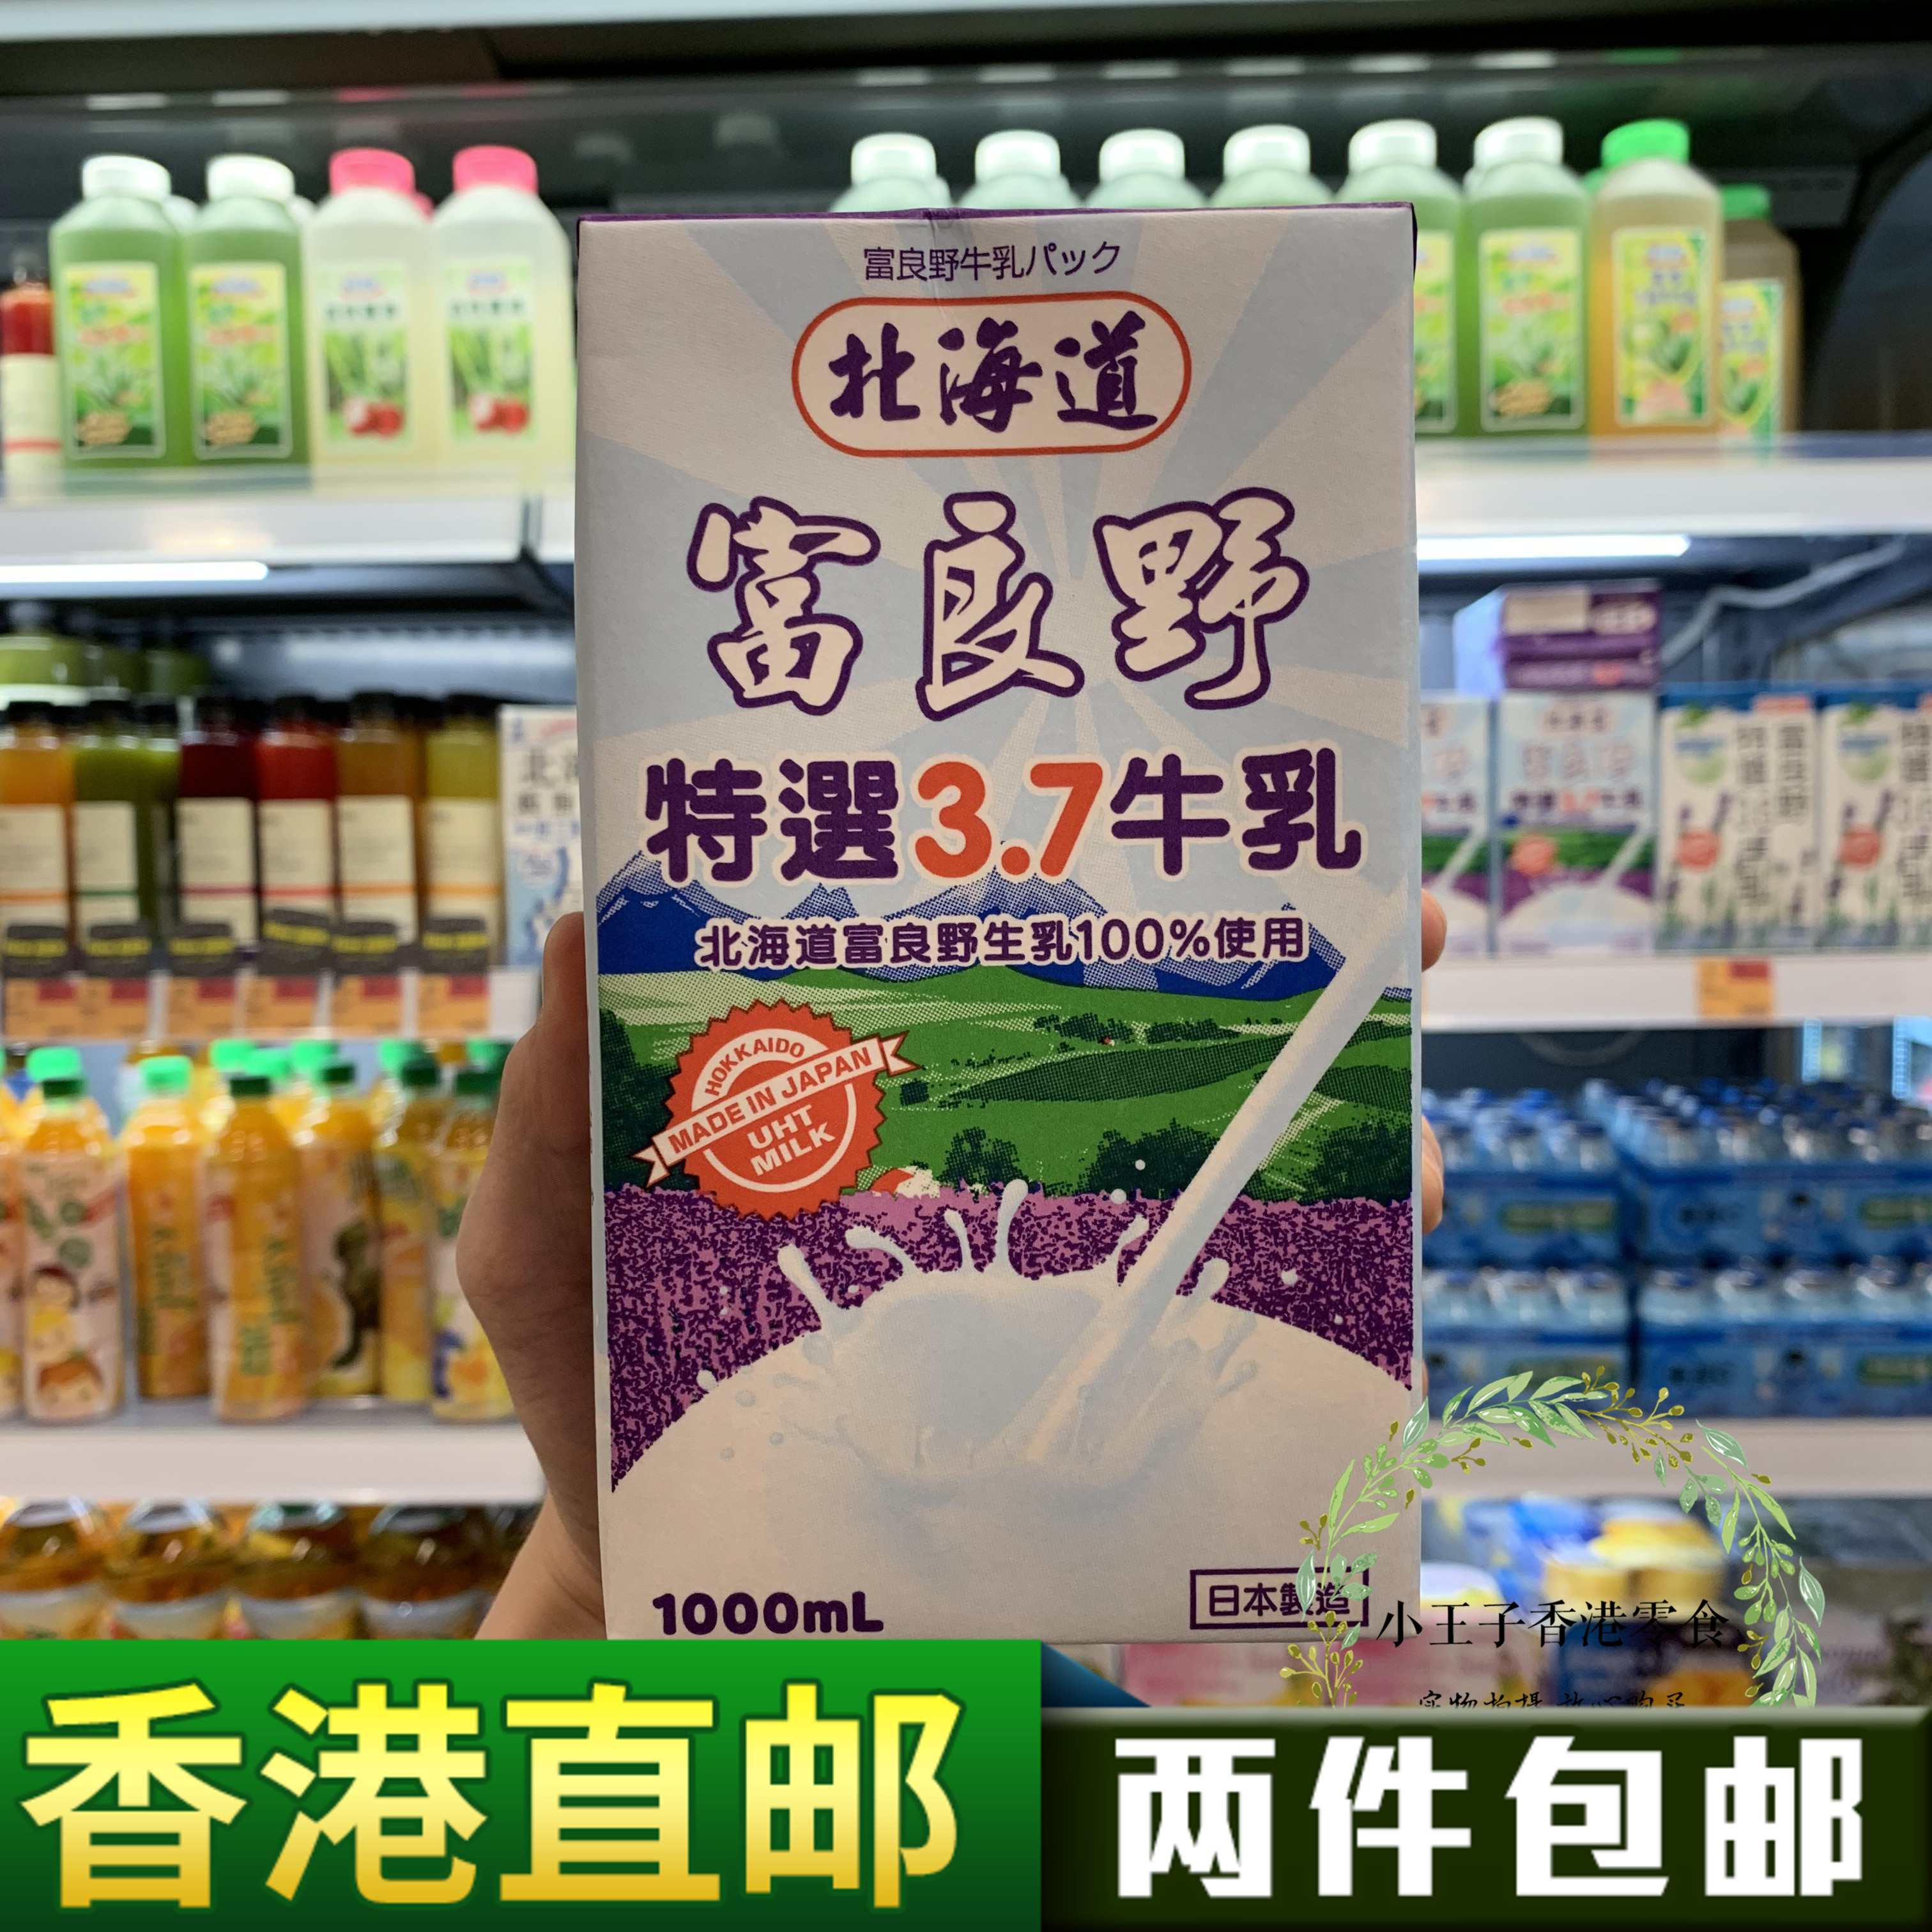 富良野牛乳パック
北海道
富良野
特選3.7牛乳
北海道富良野生乳100%使用
HOKKAIDO
MADE IN JAPAN
UHT
MILK
1000mL
日本製造
小王子香港零食
香港直邮
两件包邮